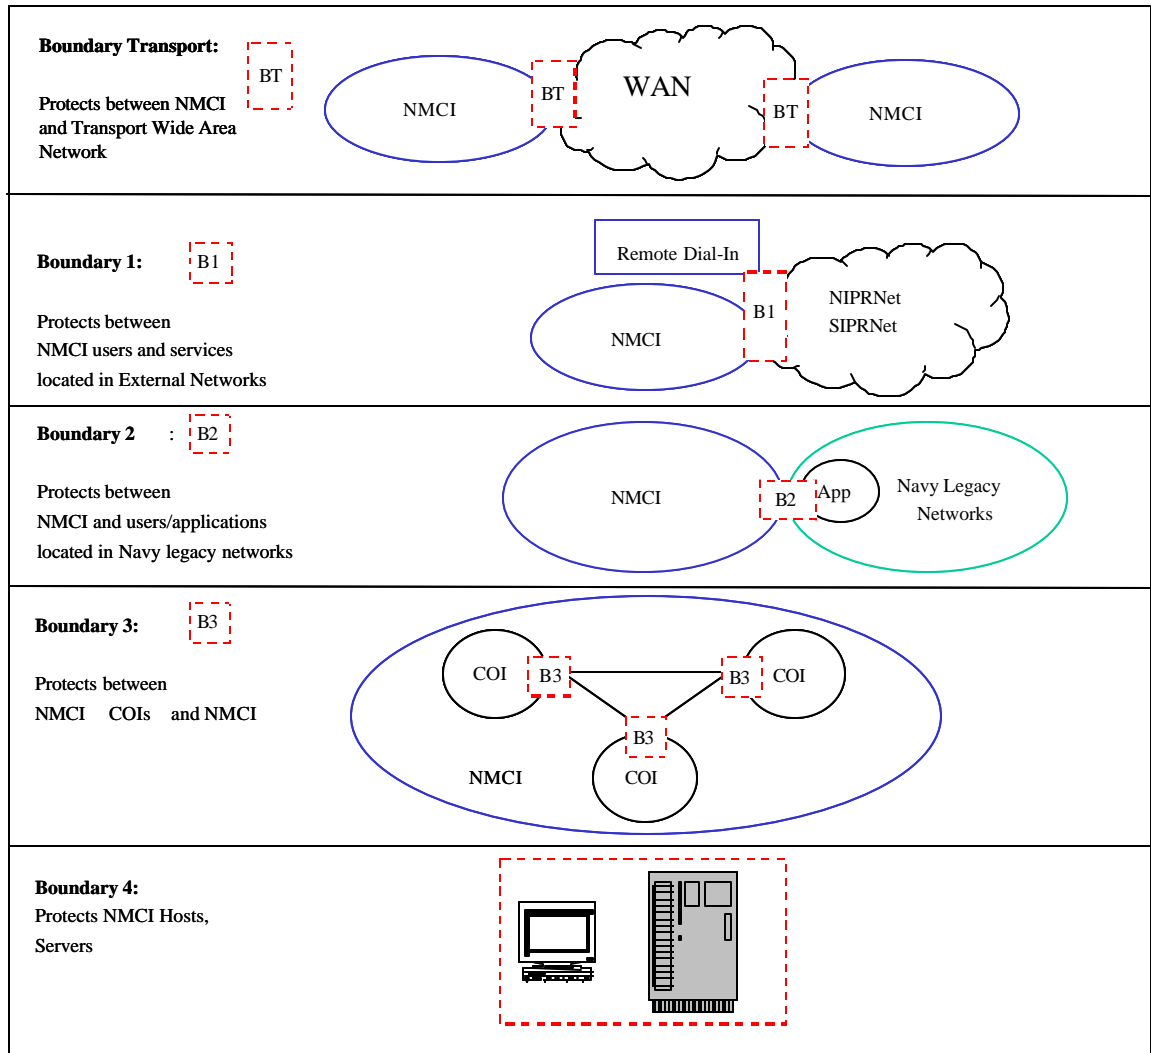 Boundary Transport:
BT
Protects between NMCI
and Transport Wide Area
Network
NMCI
BT
WAN
BT
NMCI
Boundary 1:
B1
Protects between
NMCI users and services
located in External Networks
Remote Dial-In
NMCI
B1
NIPRNet
SIPRNet
Boundary 2 :
B2
Protects between
NMCI and users/applications
located in Navy legacy networks
NMCI
B2
App
Navy Legacy
Networks
Boundary 3:
B3
Protects between
NMCI COIs and NMCI
COI
B3
B3
COI
B3
COI
NMCI
Boundary 4:
Protects NMCI Hosts,
Servers